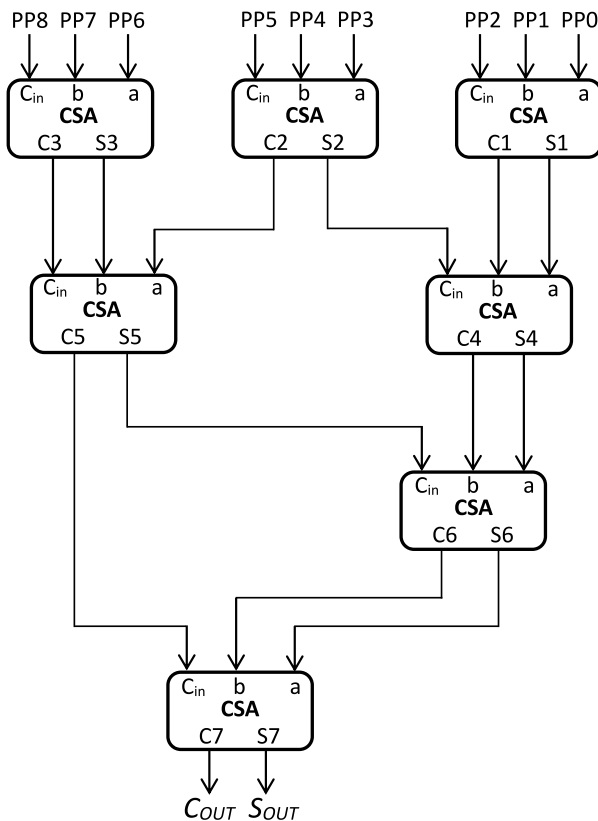 PP8 PP7 PP6 PP5 PP4 PP3 PP2 PP1 PP0
Cin b a Cin b a Cin b a
CSA CSA CSA
C3 S3 C2 S2 C1 S1
Cin b a Cin b a
CSA CSA
C5 S5 C4 S4
Cin b a
CSA
C6 S6
Cin b a
CSA
C7 S7
COUT SOUT